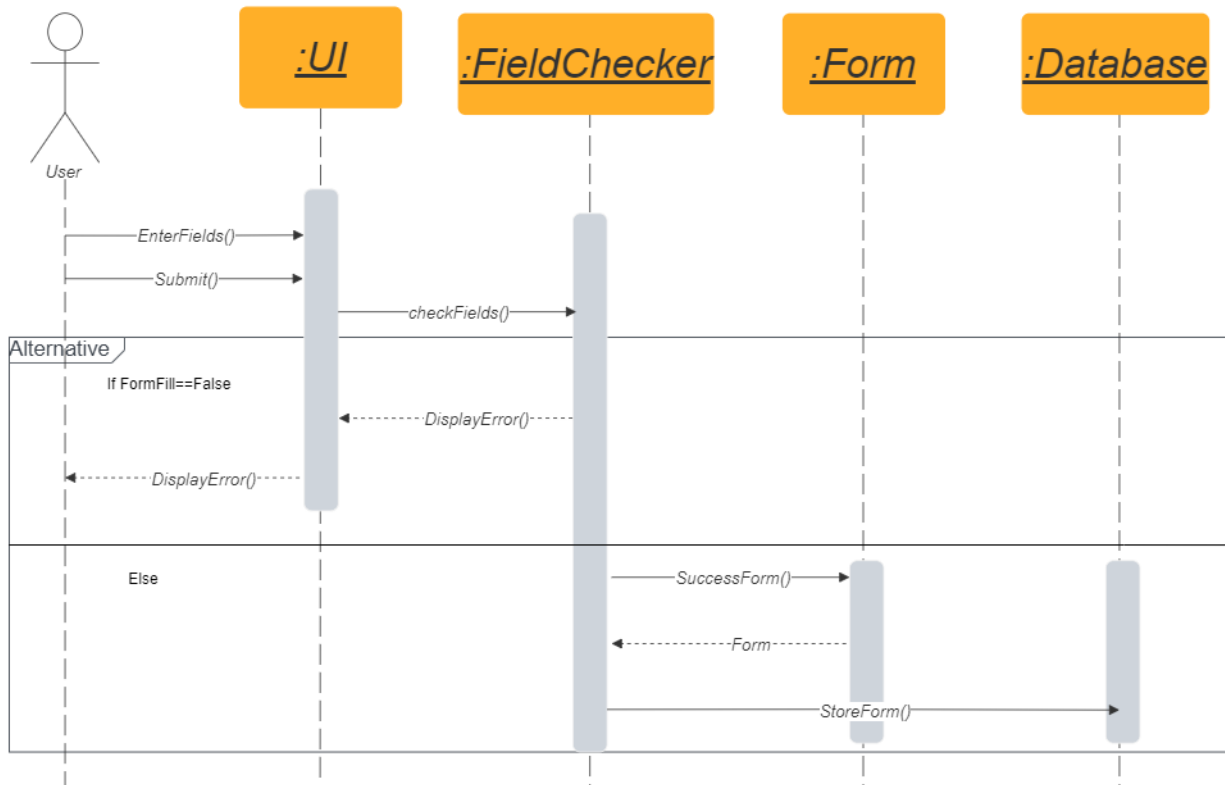 :UI
:FieldChecker
:Form
:Database
User
EnterFields()
Submit()
checkFields()
Alternative
If FormFill==False
DisplayError()
DisplayError()
Else
SuccessForm()
Form
StoreForm()